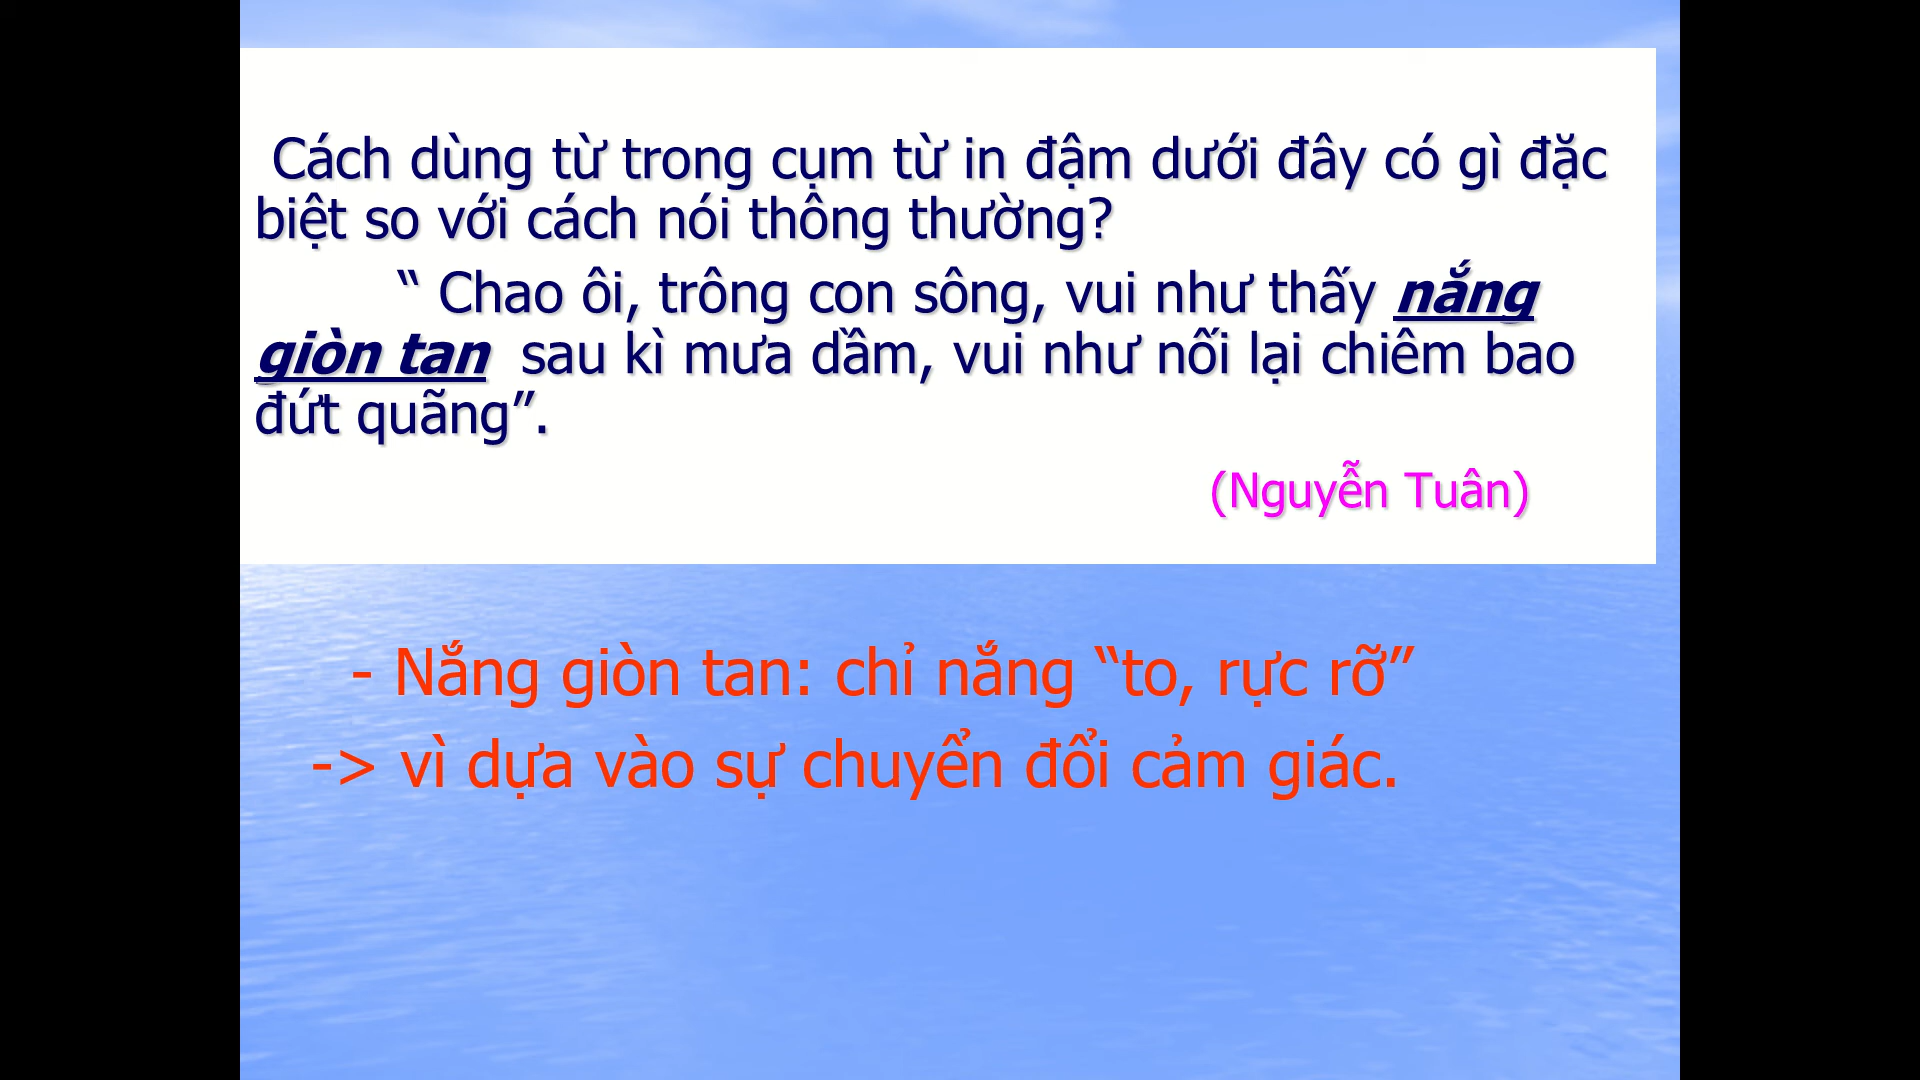 Cách dùng từ trong cụm từ in đậm dưới đây có gì đặc
biệt so với cách nói thông thường?
“ Chao ôi, trông con sông, vui như thấy nắng
giòn tan sau kì mưa dầm, vui như nối lại chiêm bao
đứt quãng”.
(Nguyễn Tuân)
- Nắng giòn tan: chỉ nắng “to, rực rỡ”
-> vì dựa vào sự chuyển đổi cảm giác.